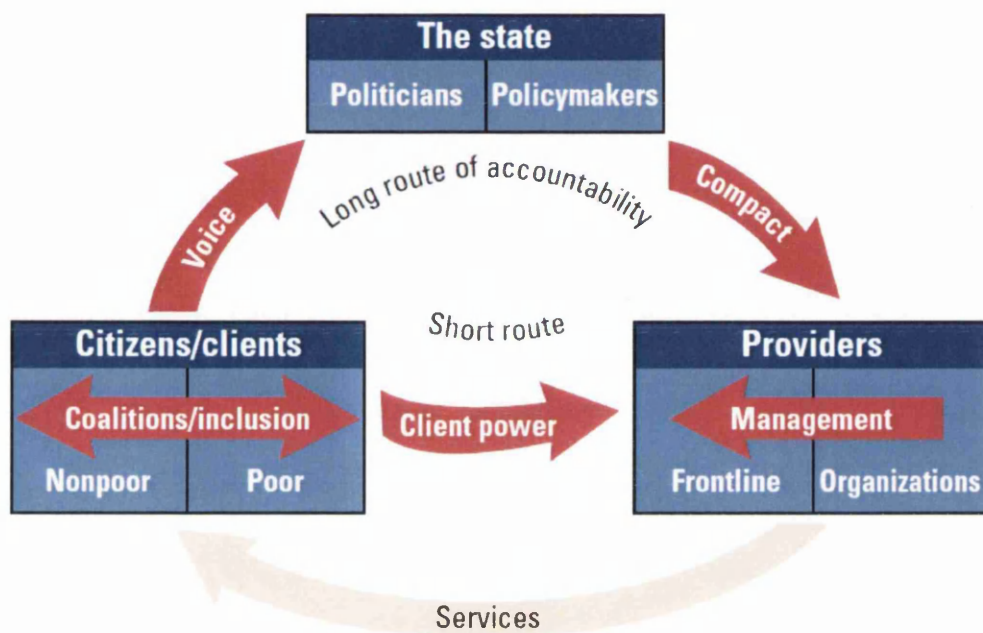 The state
Politicians Policymakers
Long route of accountability
Voice
Compact
Short route
Citizens/clients
Coalitions/inclusion
Nonpoor Poor
Client power
Providers
Management
Frontline Organizations
Services